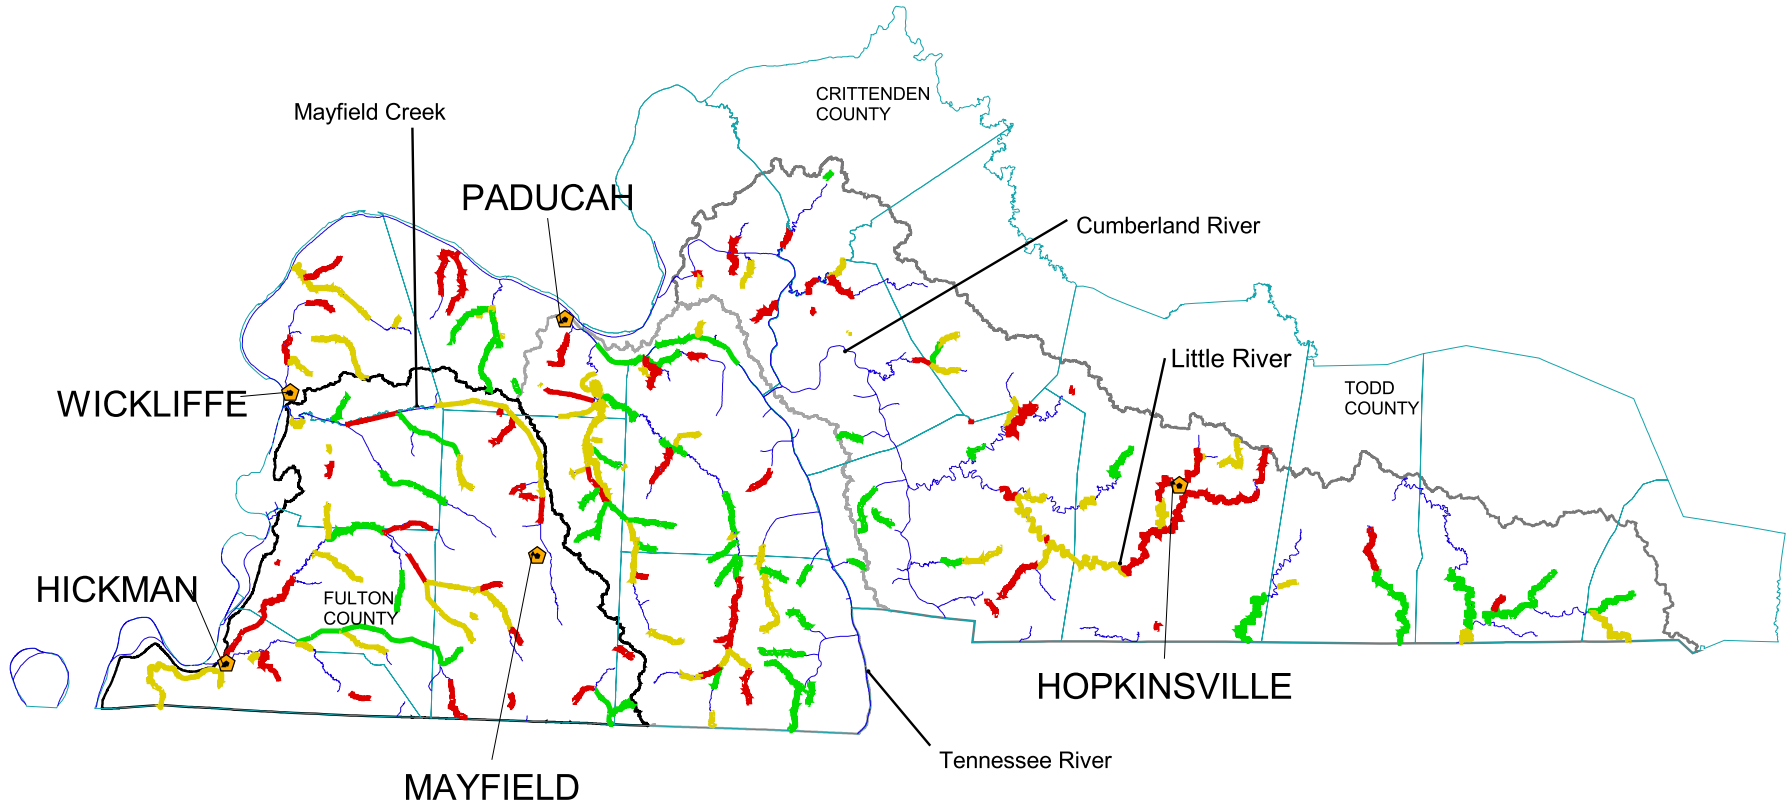 CRITTENDEN
COUNTY
Mayfield Creek
PADUCAH
Cumberland River
Little River
WICKLIFFE
TODD
COUNTY
HICKMAN
FULTON
COUNTY
HOPKINSVILLE
Tennessee River
MAYFIELD